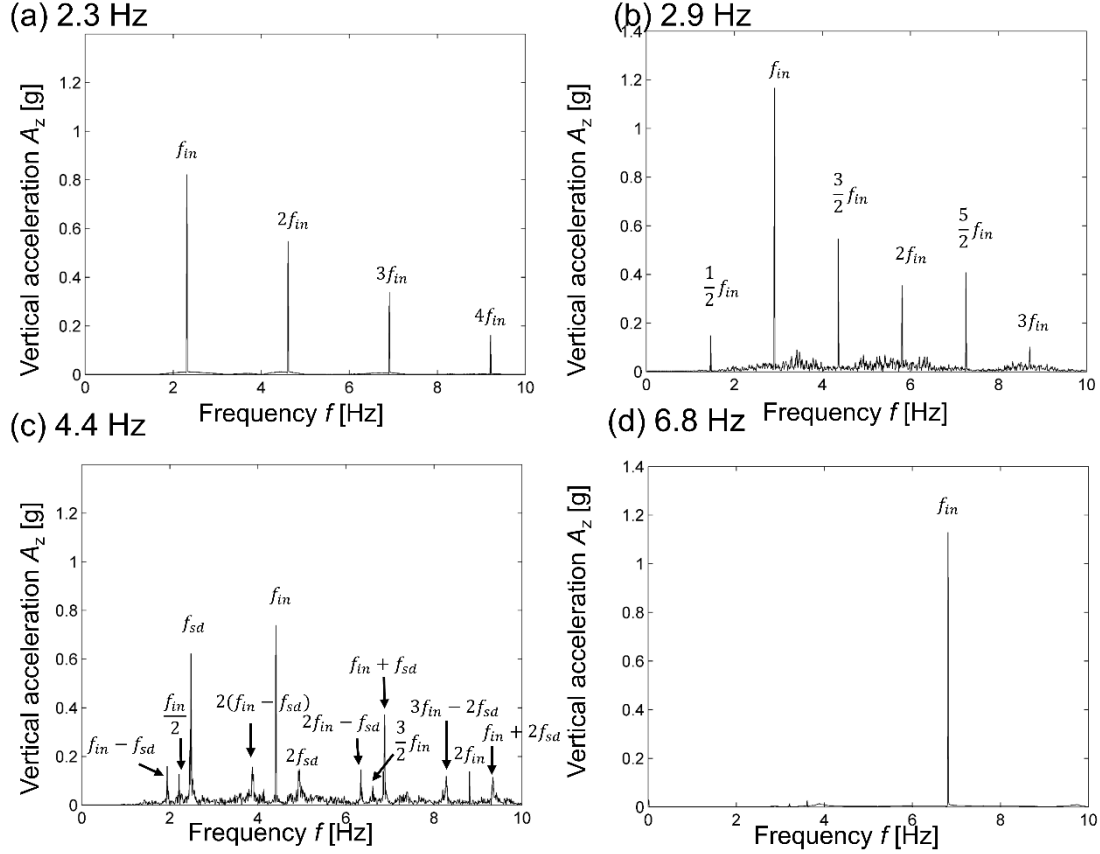 (a) 2.3 Hz
Vertical acceleration A_z [g]
1.2
1
0.8
0.6
0.4
0.2
0
0 2 4 6 8 10
Frequency f [Hz]
f_in
2f_in
3f_in
4f_in
(b) 2.9 Hz
Vertical acceleration A_z [g]
1.4
1.2
1
0.8
0.6
0.4
0.2
0
0 2 4 6 8 10
Frequency f [Hz]
1/2 f_in
f_in
3/2 f_in
2f_in
5/2 f_in
3f_in
(c) 4.4 Hz
Vertical acceleration A_z [g]
1.2
1
0.8
0.6
0.4
0.2
0
0 2 4 6 8 10
Frequency f [Hz]
f_in − f_sd
f_in/2
f_sd
2(f_in − f_sd)
f_in
2f_sd
2f_in − f_sd
3/2 f_in
f_in + f_sd
3f_in − 2f_sd
2f_in
f_in + 2f_sd
(d) 6.8 Hz
Vertical acceleration A_z [g]
1.4
1.2
1
0.8
0.6
0.4
0.2
0
0 2 4 6 8 10
Frequency f [Hz]
f_in